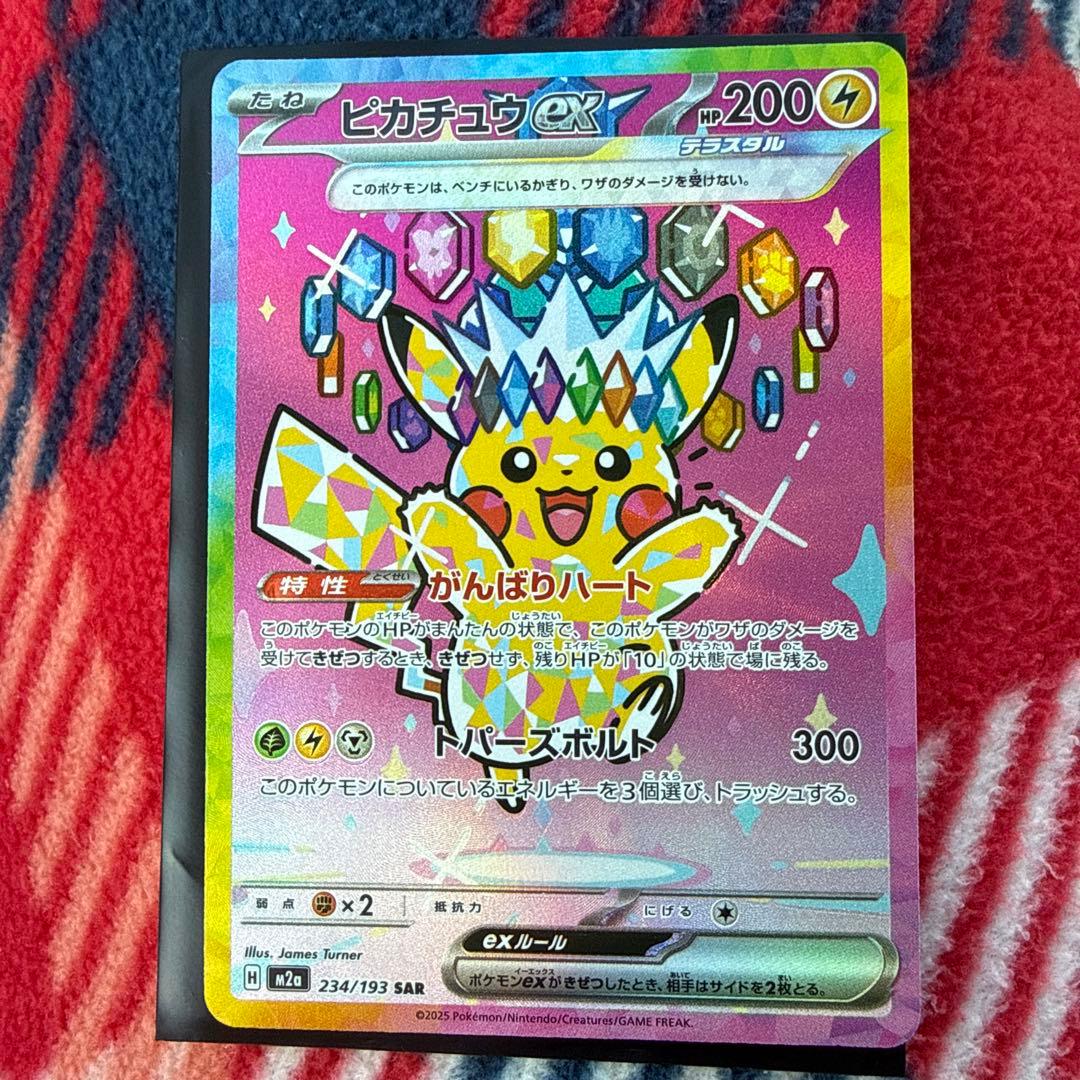 たね ピカチュウex HP200
テラスタル
このポケモンは、ベンチにいるかぎり、ワザのダメージを受けない。
特性 がんばりハート
このポケモンのHPがまんたんの状態で、このポケモンがワザのダメージを
受けてきぜつするとき、きぜつせず、残りHPが「10」の状態で場に残る。
トパーズボルト 300
このポケモンについているエネルギーを3個選び、トラッシュする。
弱点 ×2 抵抗力 にげる
Illus. James Turner
exルール
ポケモンexがきぜつしたとき、相手はサイドを2枚とる。
H m2a 234/193 SAR
©2025 Pokémon/Nintendo/Creatures/GAME FREAK.